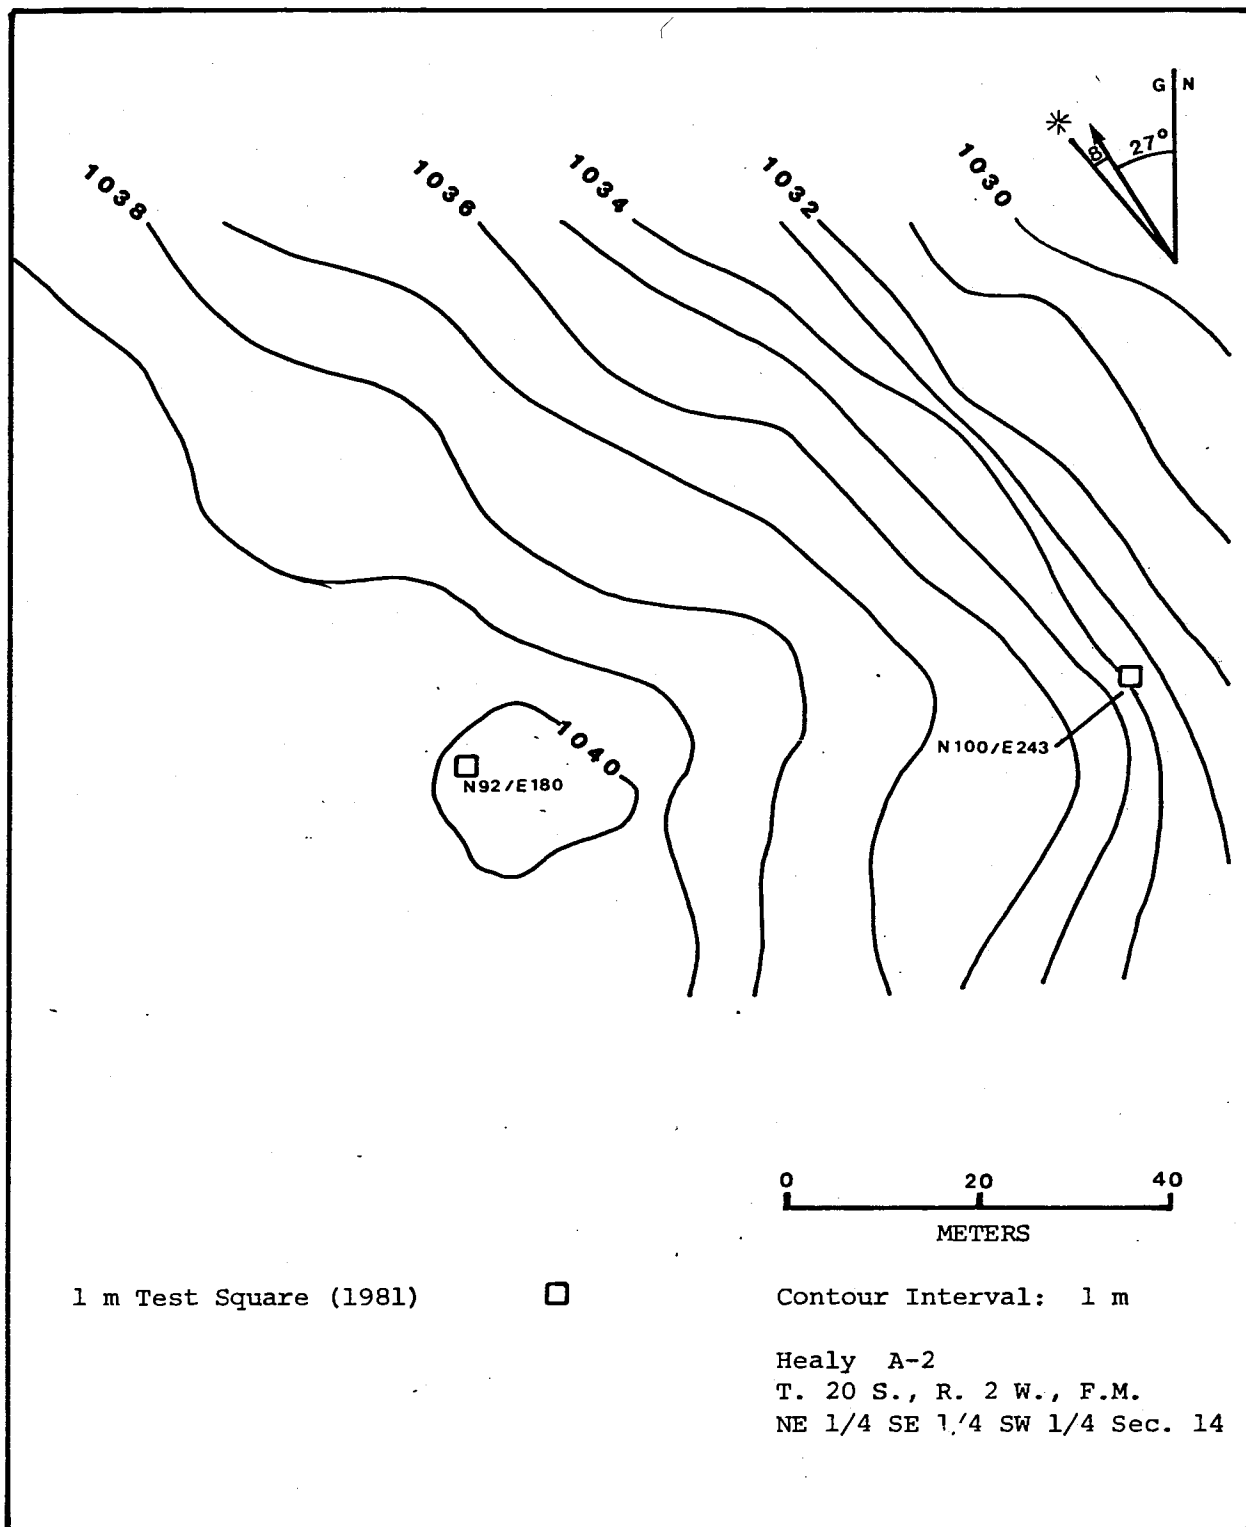 G N
27°
8
1038
1036
1034
1032
1030
1040
N92/E180
N100/E243
0 20 40
METERS
1 m Test Square (1981)
Contour Interval: 1 m
Healy A-2
T. 20 S., R. 2 W., F.M.
NE 1/4 SE 1/4 SW 1/4 Sec. 14